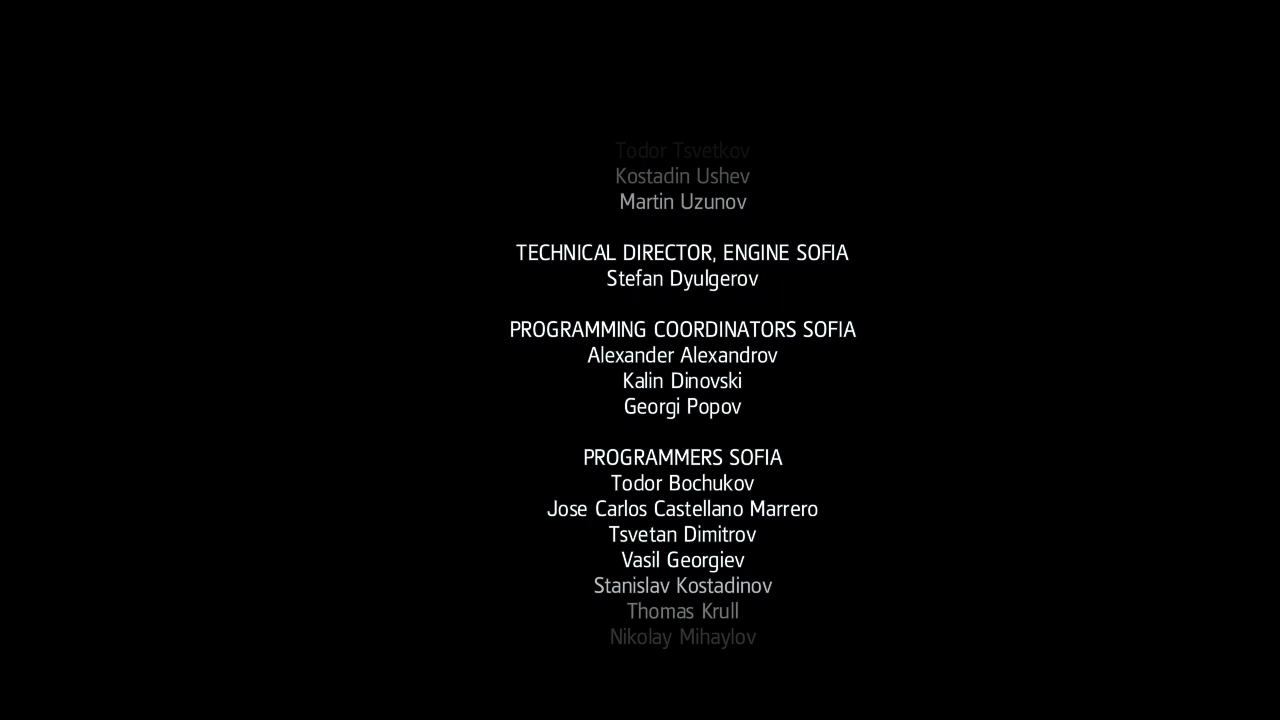 Todor Tsvetkov
Kostadin Ushev
Martin Uzunov
TECHNICAL DIRECTOR, ENGINE SOFIA
Stefan Dyulgerov
PROGRAMMING COORDINATORS SOFIA
Alexander Alexandrov
Kalin Dinovski
Georgi Popov
PROGRAMMERS SOFIA
Todor Bochukov
Jose Carlos Castellano Marrero
Tsvetan Dimitrov
Vasil Georgiev
Stanislav Kostadinov
Thomas Krull
Nikolay Mihaylov